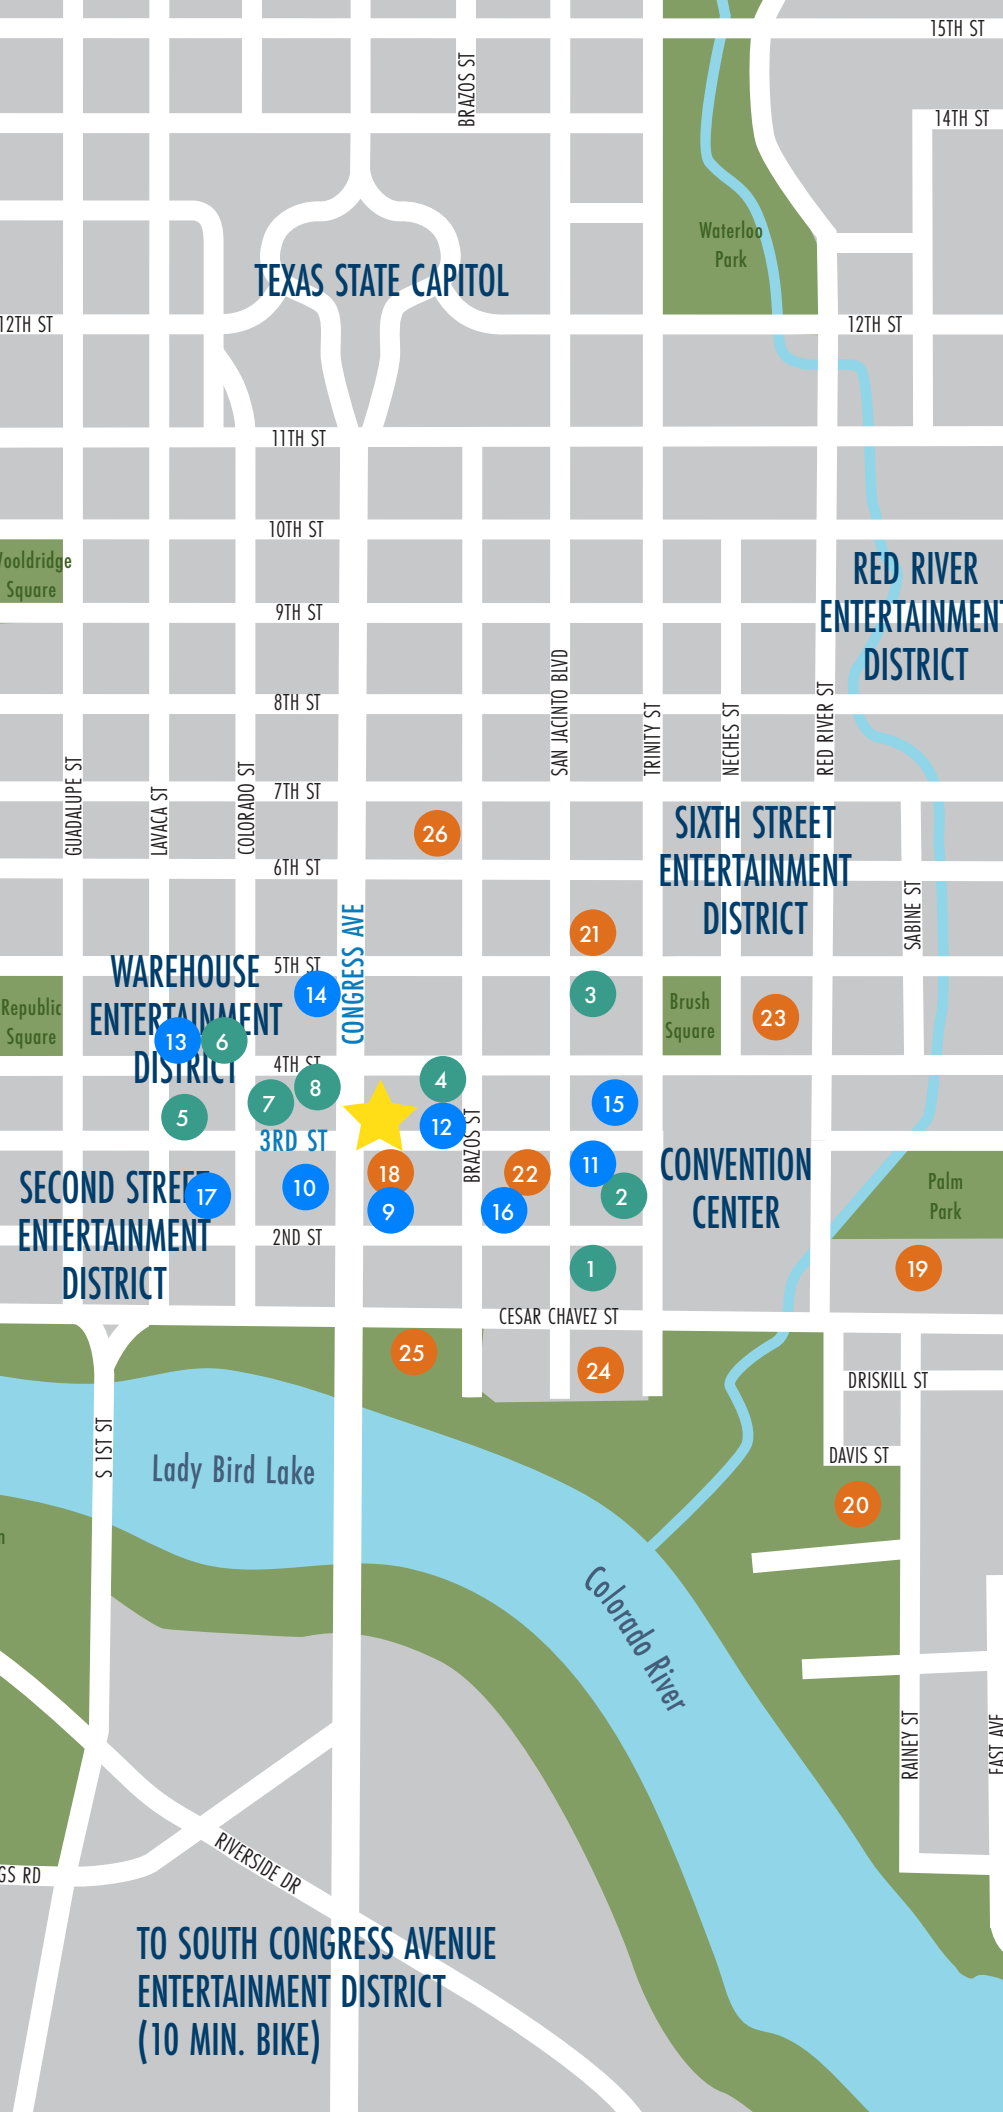 15TH ST
BRAZOS ST
14TH ST
Waterloo
Park
TEXAS STATE CAPITOL
12TH ST
12TH ST
11TH ST
10TH ST
ooldridge
Square
RED RIVER
ENTERTAINMENT
DISTRICT
9TH ST
SAN JACINTO BLVD
8TH ST
TRINITY ST
NECHES ST
RED RIVER ST
GUADALUPE ST
LAVACA ST
COLORADO ST
7TH ST
26
SIXTH STREET
ENTERTAINMENT
DISTRICT
6TH ST
SABINE ST
CONGRESS AVE
21
5TH ST
WAREHOUSE
ENTERTAINMENT
DISTRICT
14
3
Republic
Square
Brush
Square
23
13
6
4TH ST
4
8
7
15
5
12
BRAZOS ST
3RD ST
18
22
11
CONVENTION
CENTER
SECOND STREET
ENTERTAINMENT
DISTRICT
17
10
9
16
2
Palm
Park
2ND ST
1
19
CESAR CHAVEZ ST
25
24
DRISKILL ST
S 1ST ST
Lady Bird Lake
DAVIS ST
20
n
Colorado River
RAINEY ST
EAST AVE
RIVERSIDE DR
GS RD
TO SOUTH CONGRESS AVENUE
ENTERTAINMENT DISTRICT
(10 MIN. BIKE)